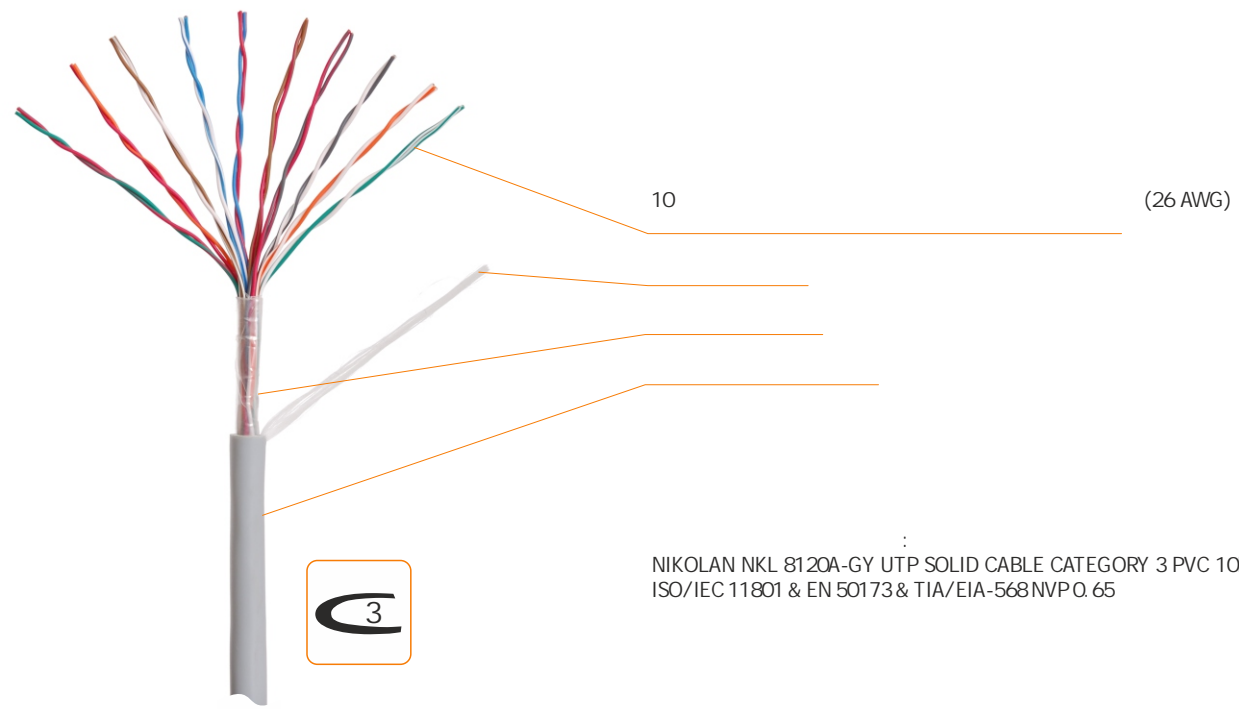 10 (26 AWG)
:
NIKOLAN NKL 8120A-GY UTP SOLID CABLE CATEGORY 3 PVC 10
ISO/IEC 11801 & EN 50173 & TIA/EIA-568 NVP 0.65
3